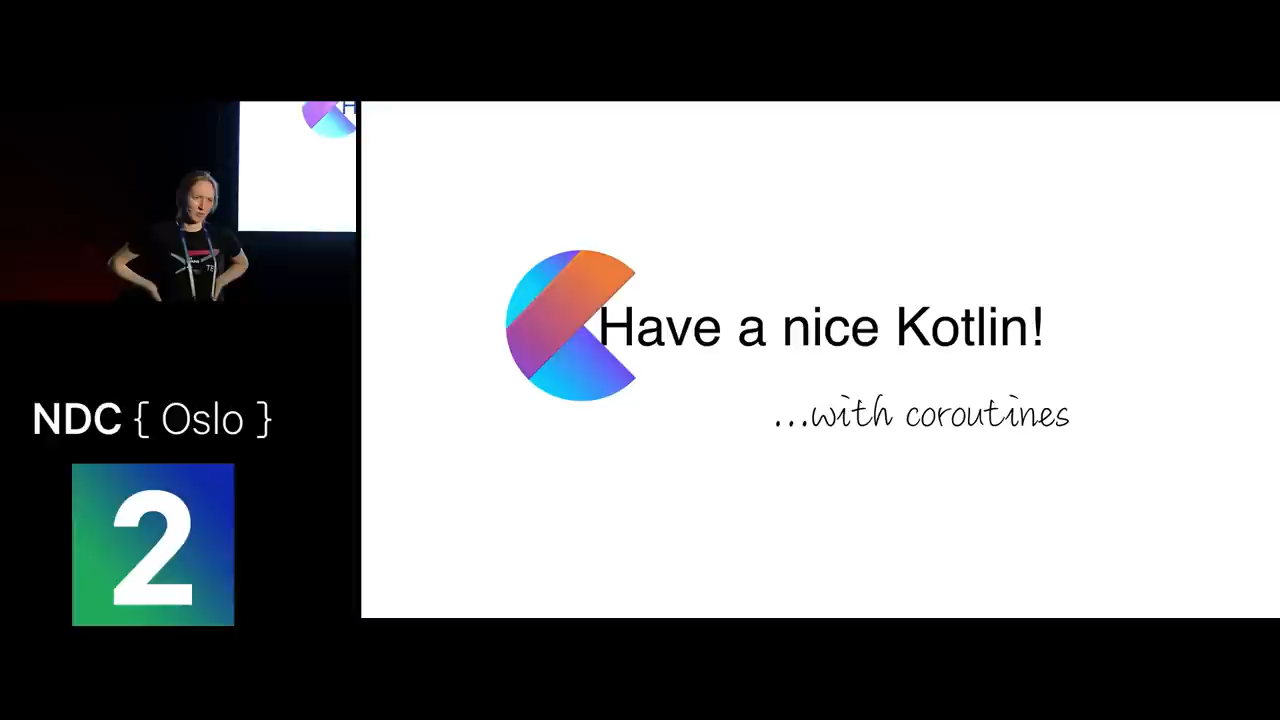 Have a nice Kotlin!
...with coroutines
NDC { Oslo }
2